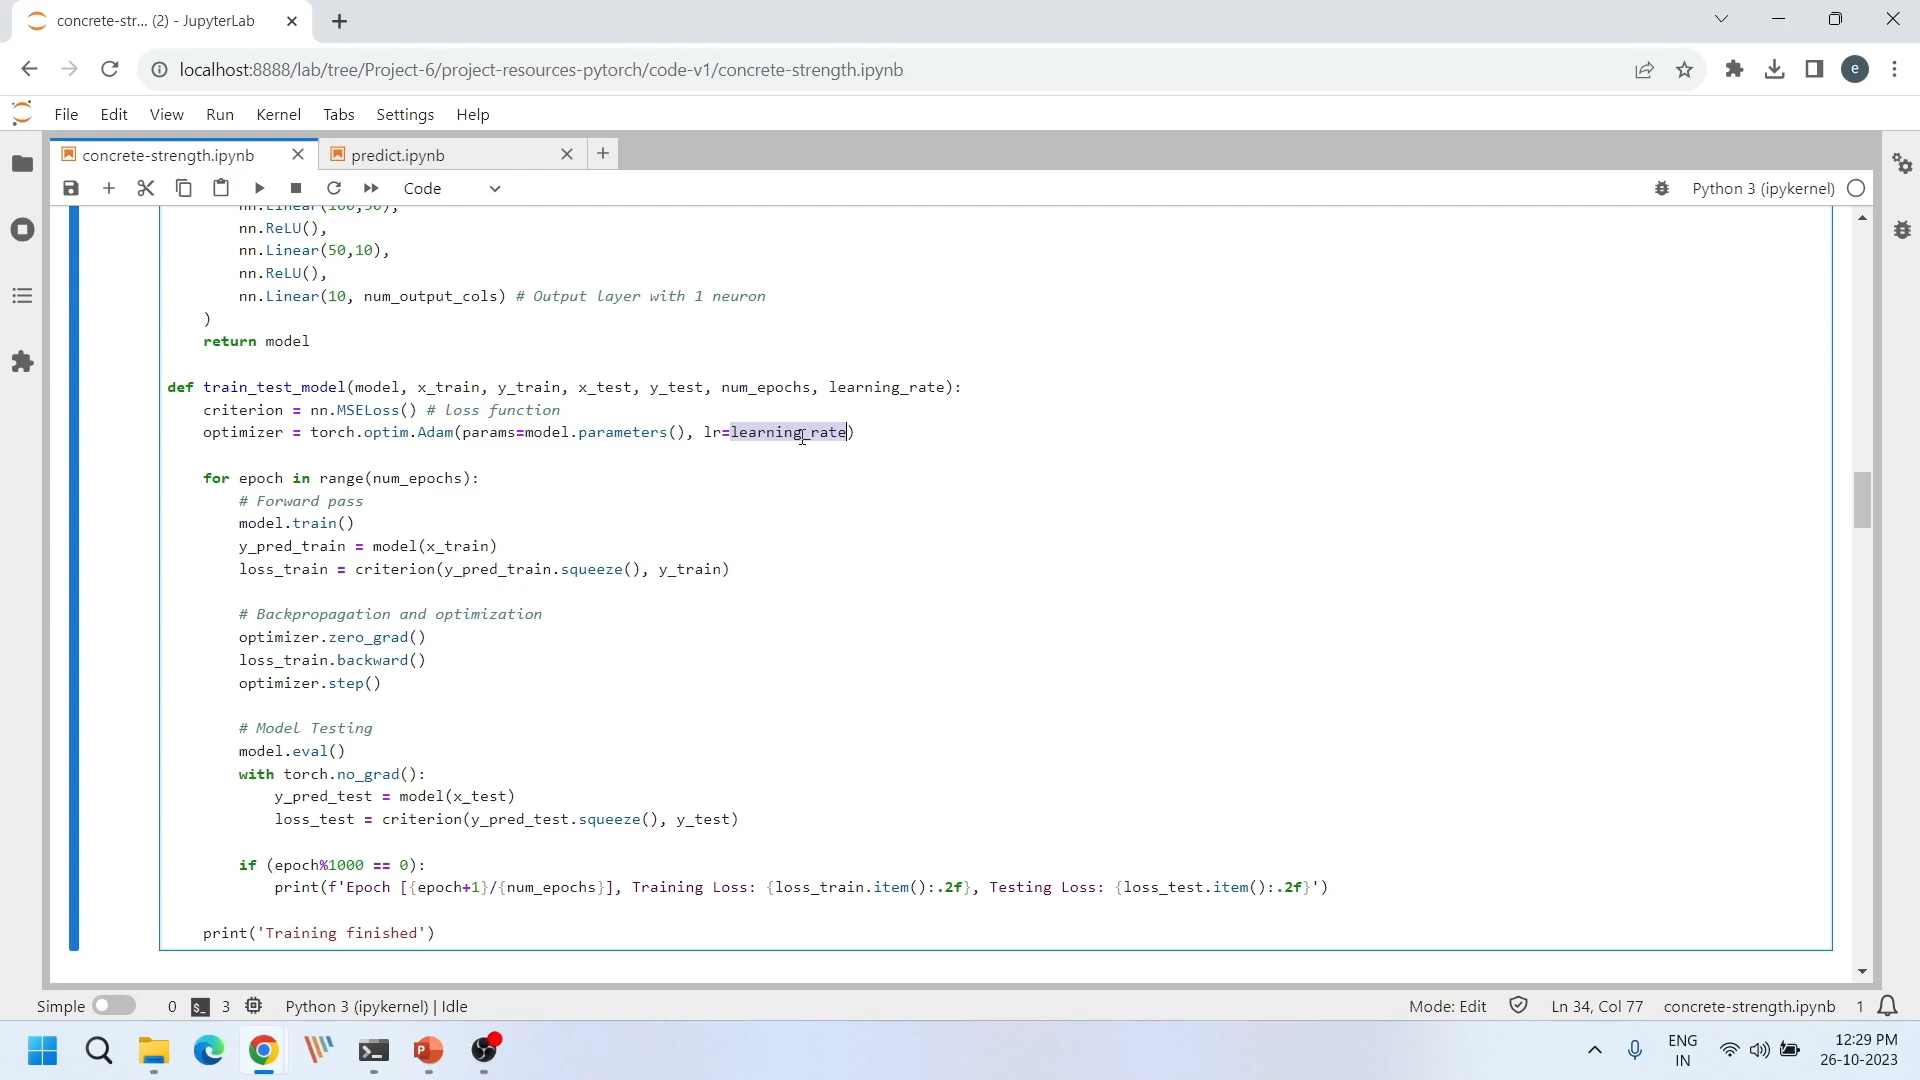 concrete-str... (2) - JupyterLab
localhost:8888/lab/tree/Project-6/project-resources-pytorch/code-v1/concrete-strength.ipynb
e
File Edit View Run Kernel Tabs Settings Help
concrete-strength.ipynb
predict.ipynb
Code
Python 3 (ipykernel)
nn.ReLU(),
nn.Linear(50,10),
nn.ReLU(),
nn.Linear(10, num_output_cols) # Output layer with 1 neuron
)
return model
def train_test_model(model, x_train, y_train, x_test, y_test, num_epochs, learning_rate):
criterion = nn.MSELoss() # loss function
optimizer = torch.optim.Adam(params=model.parameters(), lr=learning_rate)
for epoch in range(num_epochs):
# Forward pass
model.train()
y_pred_train = model(x_train)
loss_train = criterion(y_pred_train.squeeze(), y_train)
# Backpropagation and optimization
optimizer.zero_grad()
loss_train.backward()
optimizer.step()
# Model Testing
model.eval()
with torch.no_grad():
y_pred_test = model(x_test)
loss_test = criterion(y_pred_test.squeeze(), y_test)
if (epoch%1000 == 0):
print(f'Epoch [{epoch+1}/{num_epochs}], Training Loss: {loss_train.item():.2f}, Testing Loss: {loss_test.item():.2f}')
print('Training finished')
Simple 0 3 Python 3 (ipykernel) | Idle
Mode: Edit Ln 34, Col 77 concrete-strength.ipynb 1
ENG
IN
12:29 PM
26-10-2023